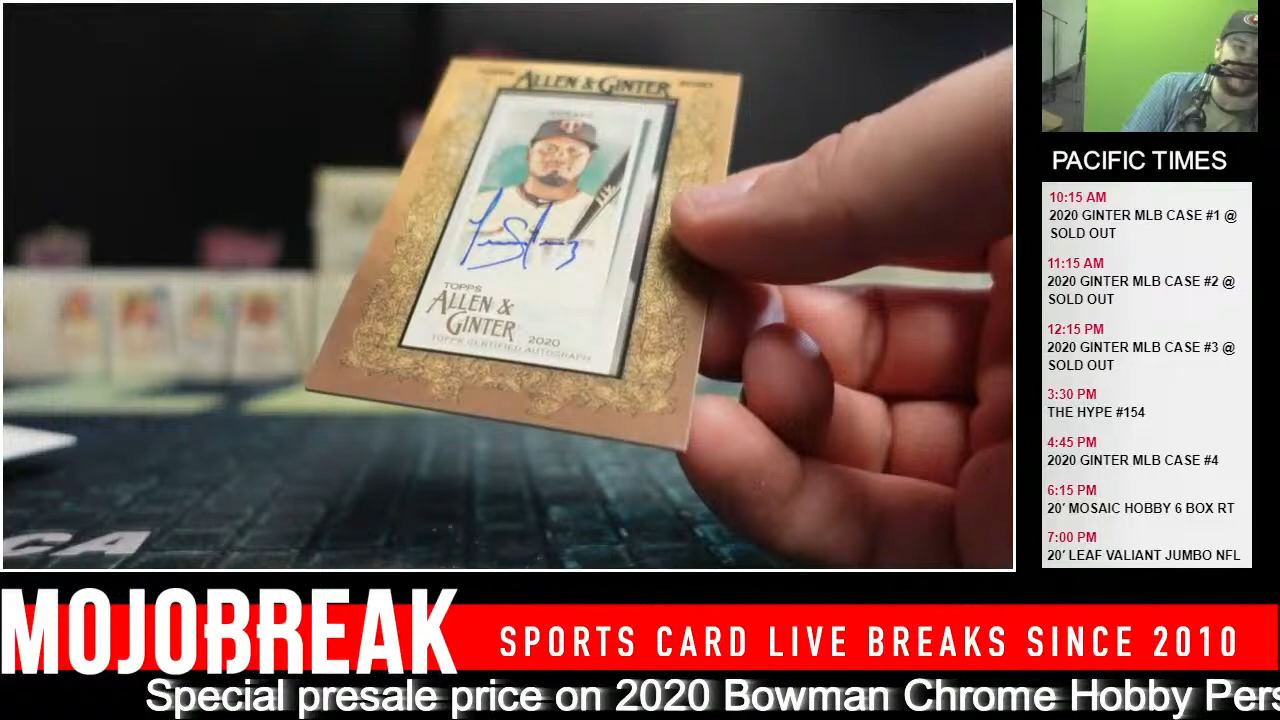 ALLEN & GINTER
TOPPS
ALLEN &
GINTER
2020
TOPPS CERTIFIED AUTOGRAPH
CA
PACIFIC TIMES
10:15 AM
2020 GINTER MLB CASE #1 @
SOLD OUT
11:15 AM
2020 GINTER MLB CASE #2 @
SOLD OUT
12:15 PM
2020 GINTER MLB CASE #3 @
SOLD OUT
3:30 PM
THE HYPE #154
4:45 PM
2020 GINTER MLB CASE #4
6:15 PM
20' MOSAIC HOBBY 6 BOX RT
7:00 PM
20' LEAF VALIANT JUMBO NFL
MOJOBREAK
SPORTS CARD LIVE BREAKS SINCE 2010
Special presale price on 2020 Bowman Chrome Hobby Pers